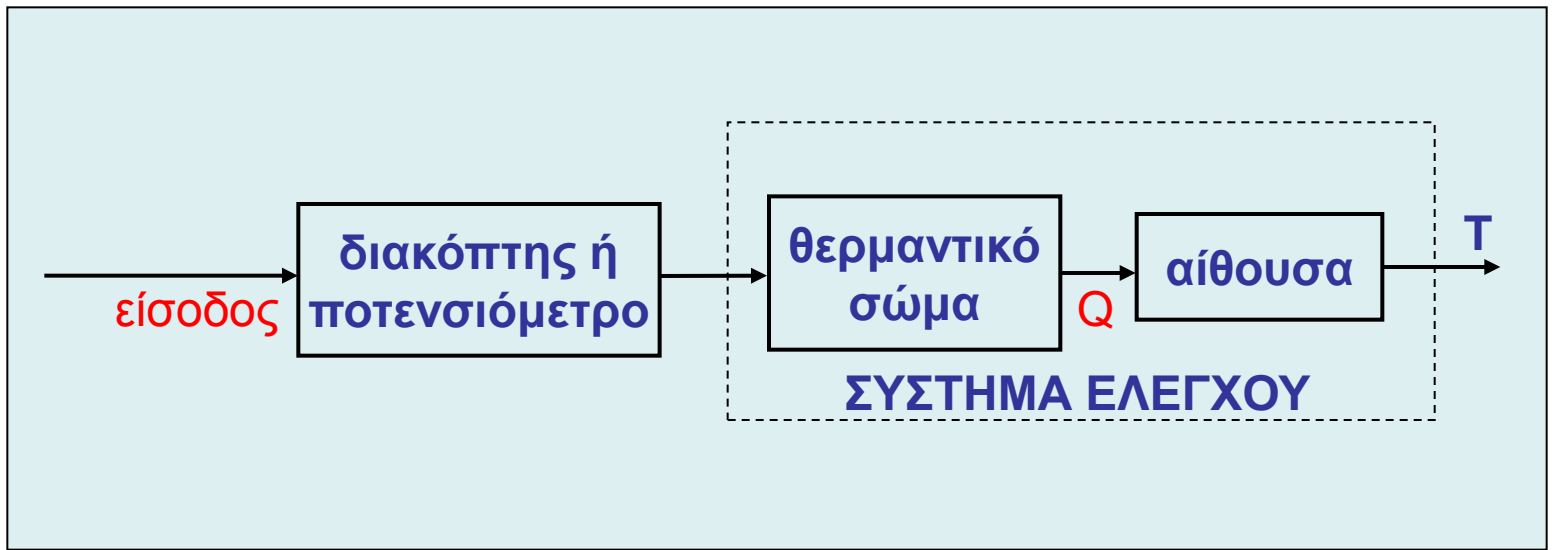 είσοδος
διακόπτης ή
ποτενσιόμετρο
θερμαντικό
σώμα
Q
αίθουσα
T
ΣΥΣΤΗΜΑ ΕΛΕΓΧΟΥ